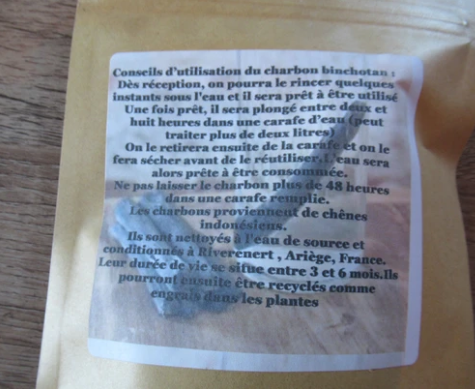 Conseils d'utilisation du charbon binchotan :
Dès réception, on pourra le rincer quelques
instants sous l'eau et il sera prêt à être utilisé
Une fois prêt, il sera plongé entre deux et
huit heures dans une carafe d'eau (peut
traiter plus de deux litres)
On le retirera ensuite de la carafe et on le
fera sécher avant de le réutiliser. L'eau sera
alors prête à être consommée.
Ne pas laisser le charbon plus de 48 heures
dans une carafe remplie.
Les charbons proviennent de chênes
indonésiens.
Ils sont nettoyés à l'eau de source et
conditionnés à Rivèrenert , Ariège, France.
Leur durée de vie se situe entre 3 et 6 mois.Ils
pourront ensuite être recyclés comme
engrais dans les plantes